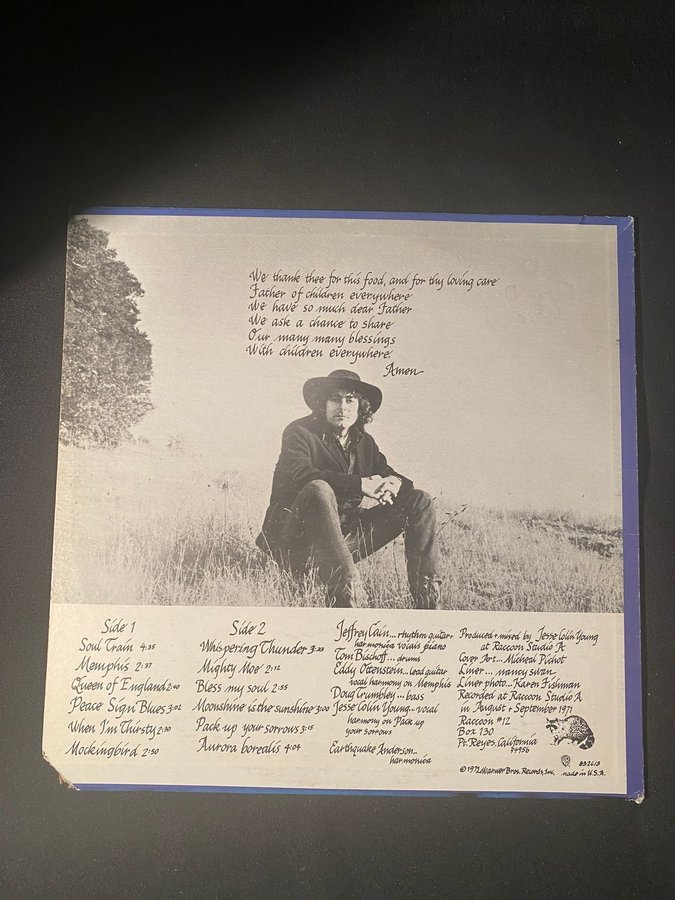 We thank thee for this food, and for thy loving care
Father of children everywhere
We have so much dear Father
We ask a chance to share
Our many many blessings
With children everywhere.
Amen
Side 1
Soul Train 4:35
Memphis 2:37
Queen of England 2:40
Peace Sign Blues 3:02
When I'm Thirsty 2:30
Mockingbird 2:50
Side 2
Whispering Thunder 3:20
Mighty Moe' 2:12
Bless my soul 2:55
Moonshine is the sunshine 3:00
Pack up your sorrows 3:15
Aurora borealis 4:04
Jeffrey Cain... rhythm guitar-
harmonica vocals piano
Tom Bischoff... drums
Eddy Ottenstein... lead guitar
vocal harmony on Memphis
Doug Crumbley... bass
Jesse Colin Young... vocal
harmony on Pack up
your sorrows
Earthquake Anderson...
harmonica
Produced & mixed by Jesse Colin Young
at Raccoon Studio A
Cover Art... Micheal Pichot
Liner... nancy swan
Liner photo... Karen Fishman
Recorded at Raccoon Studio A
in August & September 1971
Raccoon #12
Box 130
Pt. Reyes, California
94956
© 1972 Warner Bros. Records, Inc.
made in U.S.A.